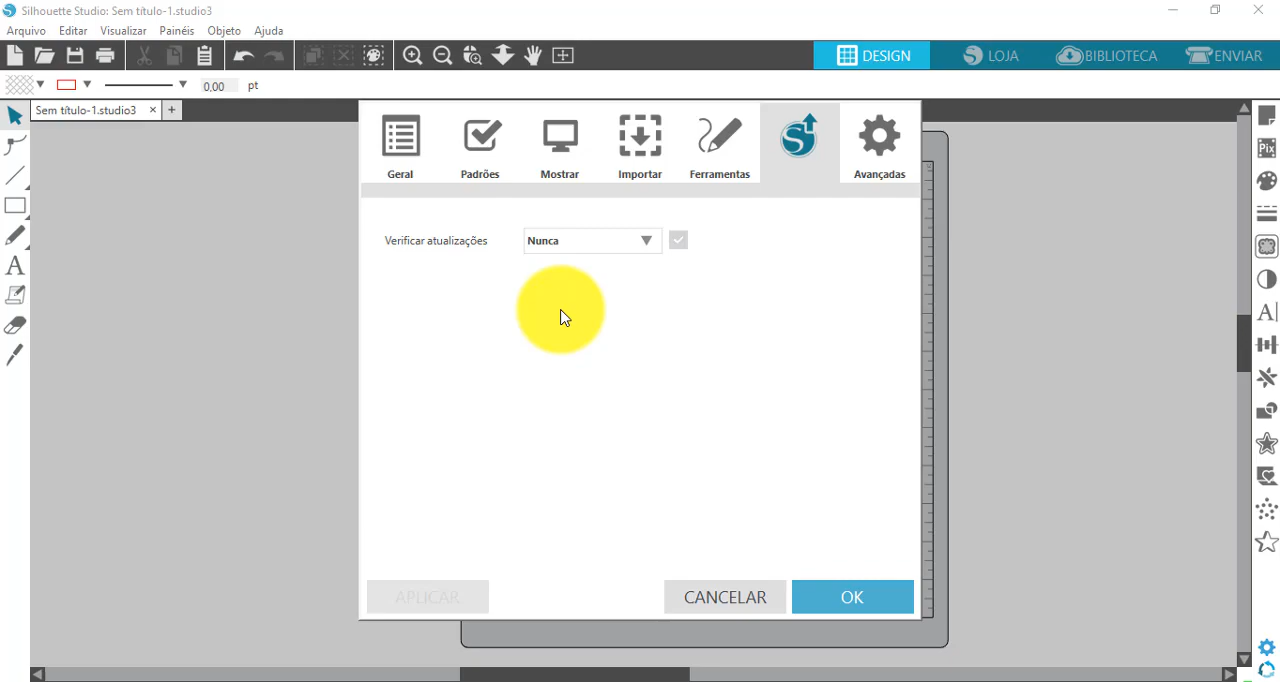 Silhouette Studio: Sem título-1.studio3
Arquivo Editar Visualizar Painéis Objeto Ajuda
DESIGN LOJA BIBLIOTECA ENVIAR
0,00 pt
Sem título-1.studio3 × +
Geral Padrões Mostrar Importar Ferramentas Avançadas
Verificar atualizações Nunca
APLICAR CANCELAR OK